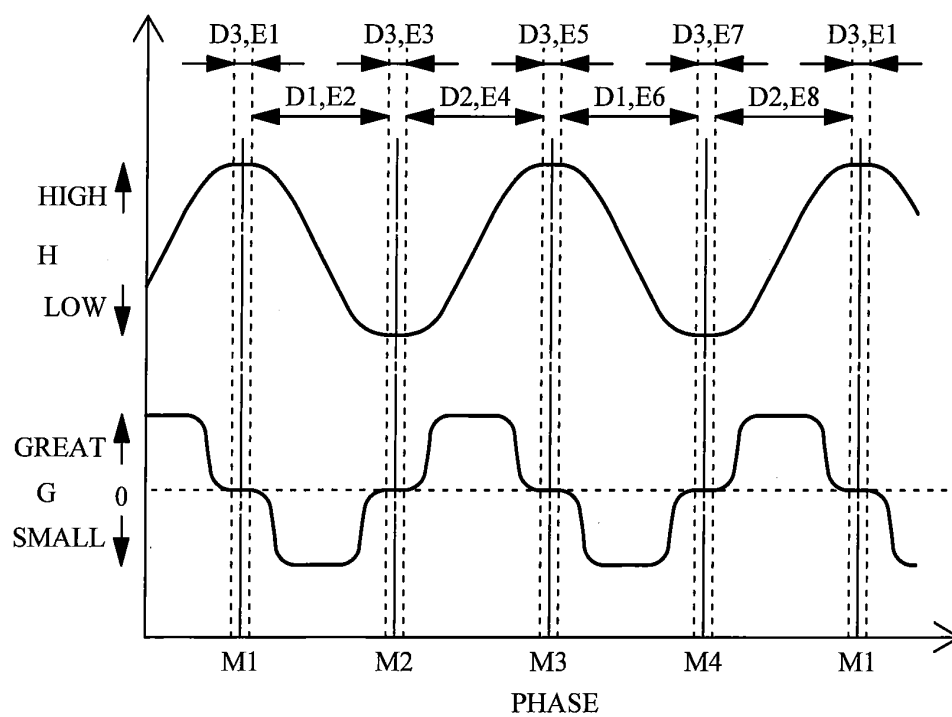 D3,E1 D3,E3 D3,E5 D3,E7 D3,E1
D1,E2 D2,E4 D1,E6 D2,E8
HIGH
H
LOW
GREAT
G 0
SMALL
M1 M2 M3 M4 M1
PHASE